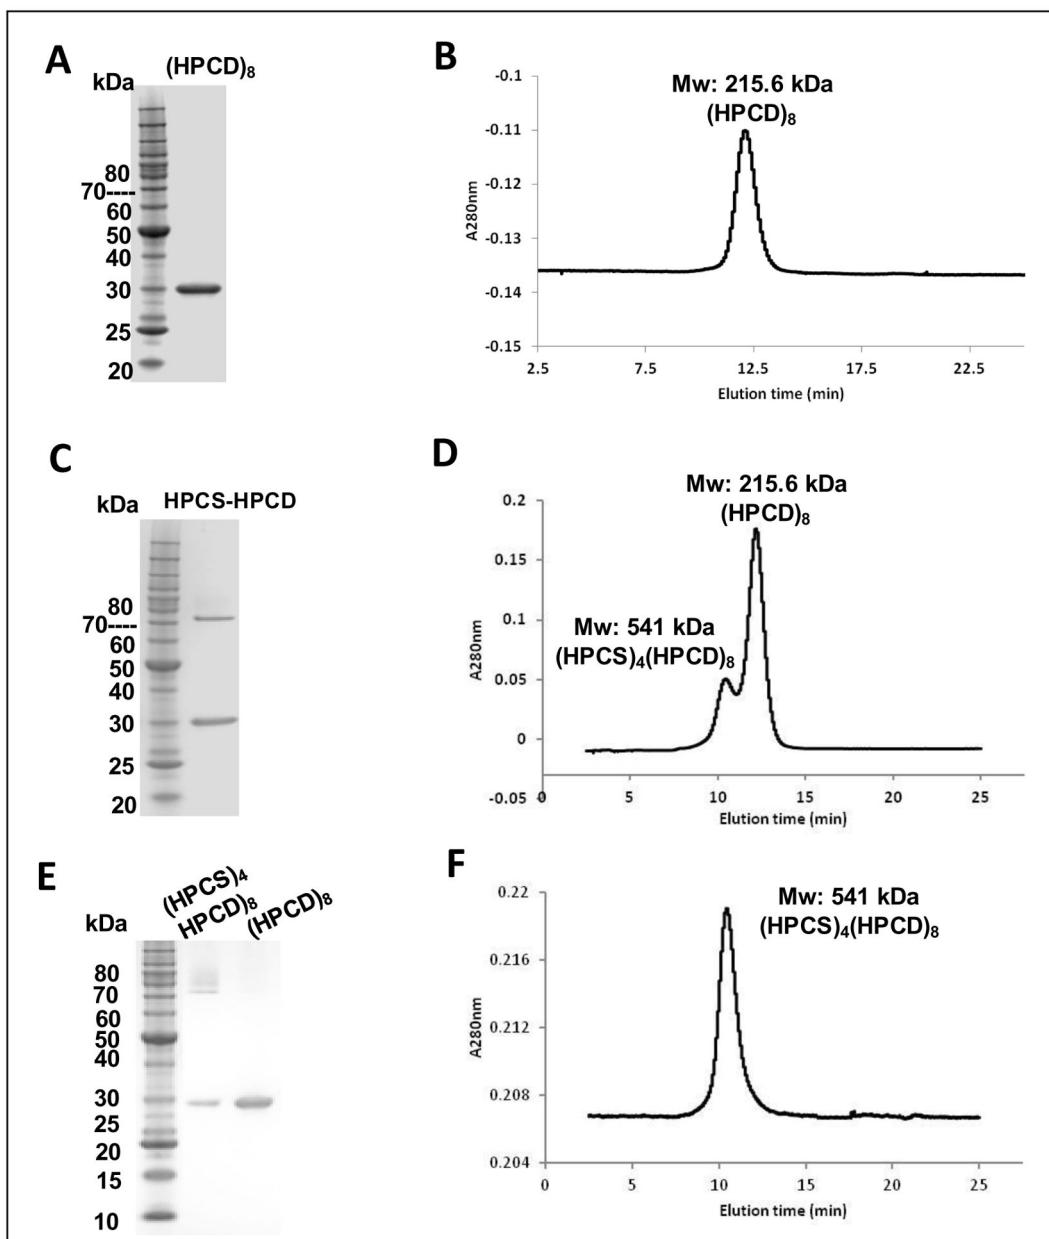 A
(HPCD)₈
kDa
80
70----
60
50
40
30
25
20
B
Mw: 215.6 kDa
(HPCD)₈
-0.1
-0.11
-0.12
-0.13
-0.14
-0.15
A280nm
2.5 7.5 12.5 17.5 22.5
Elution time (min)
C
kDa
HPCS-HPCD
80
70----
60
50
40
30
25
20
D
Mw: 215.6 kDa
(HPCD)₈
Mw: 541 kDa
(HPCS)₄(HPCD)₈
0.2
0.15
0.1
0.05
0
-0.05
A280nm
0 5 10 15 20 25
Elution time (min)
E
kDa
(HPCS)₄
HPCD)₈
(HPCD)₈
80
70
60
50
40
30
25
20
15
10
F
Mw: 541 kDa
(HPCS)₄(HPCD)₈
0.22
0.216
0.212
0.208
0.204
A280nm
0 5 10 15 20 25
Elution time (min)